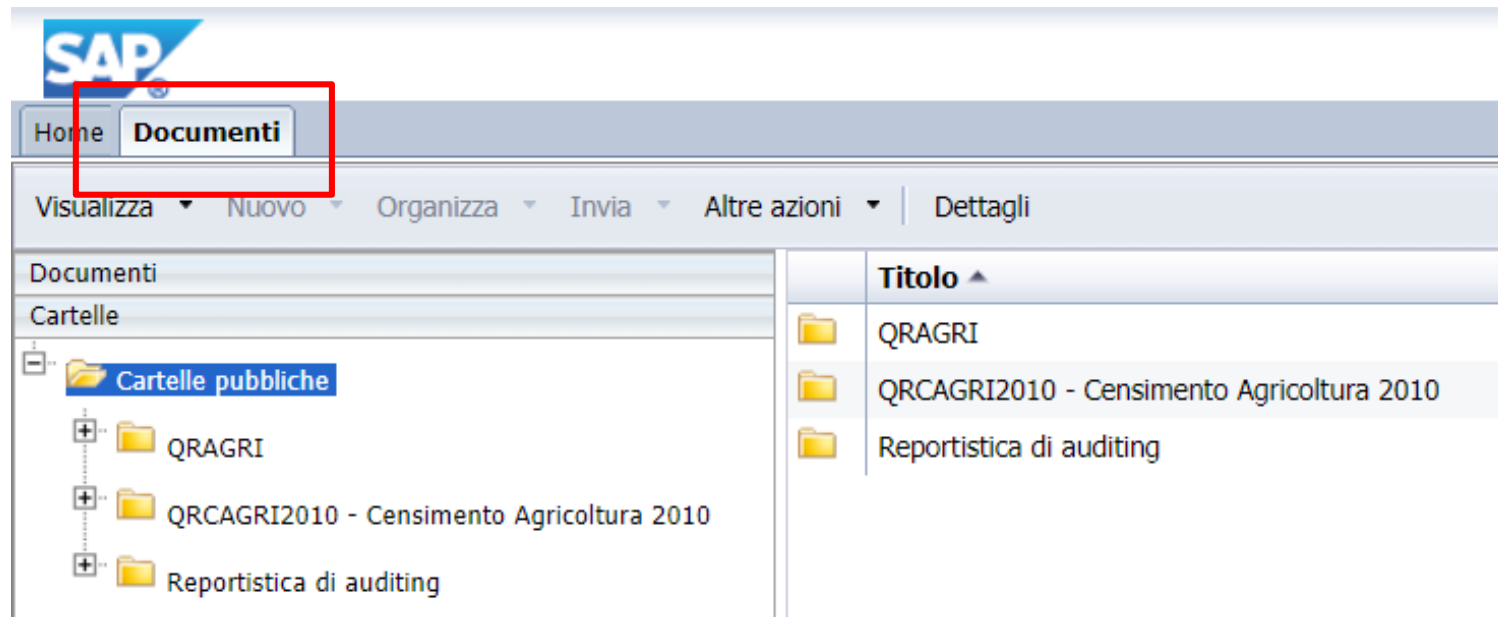 SAP®
Home Documenti
Visualizza Nuovo Organizza Invia Altre azioni Dettagli
Documenti
Cartelle
Cartelle pubbliche
QRAGRI
QRCAGRI2010 - Censimento Agricoltura 2010
Reportistica di auditing
Titolo
QRAGRI
QRCAGRI2010 - Censimento Agricoltura 2010
Reportistica di auditing